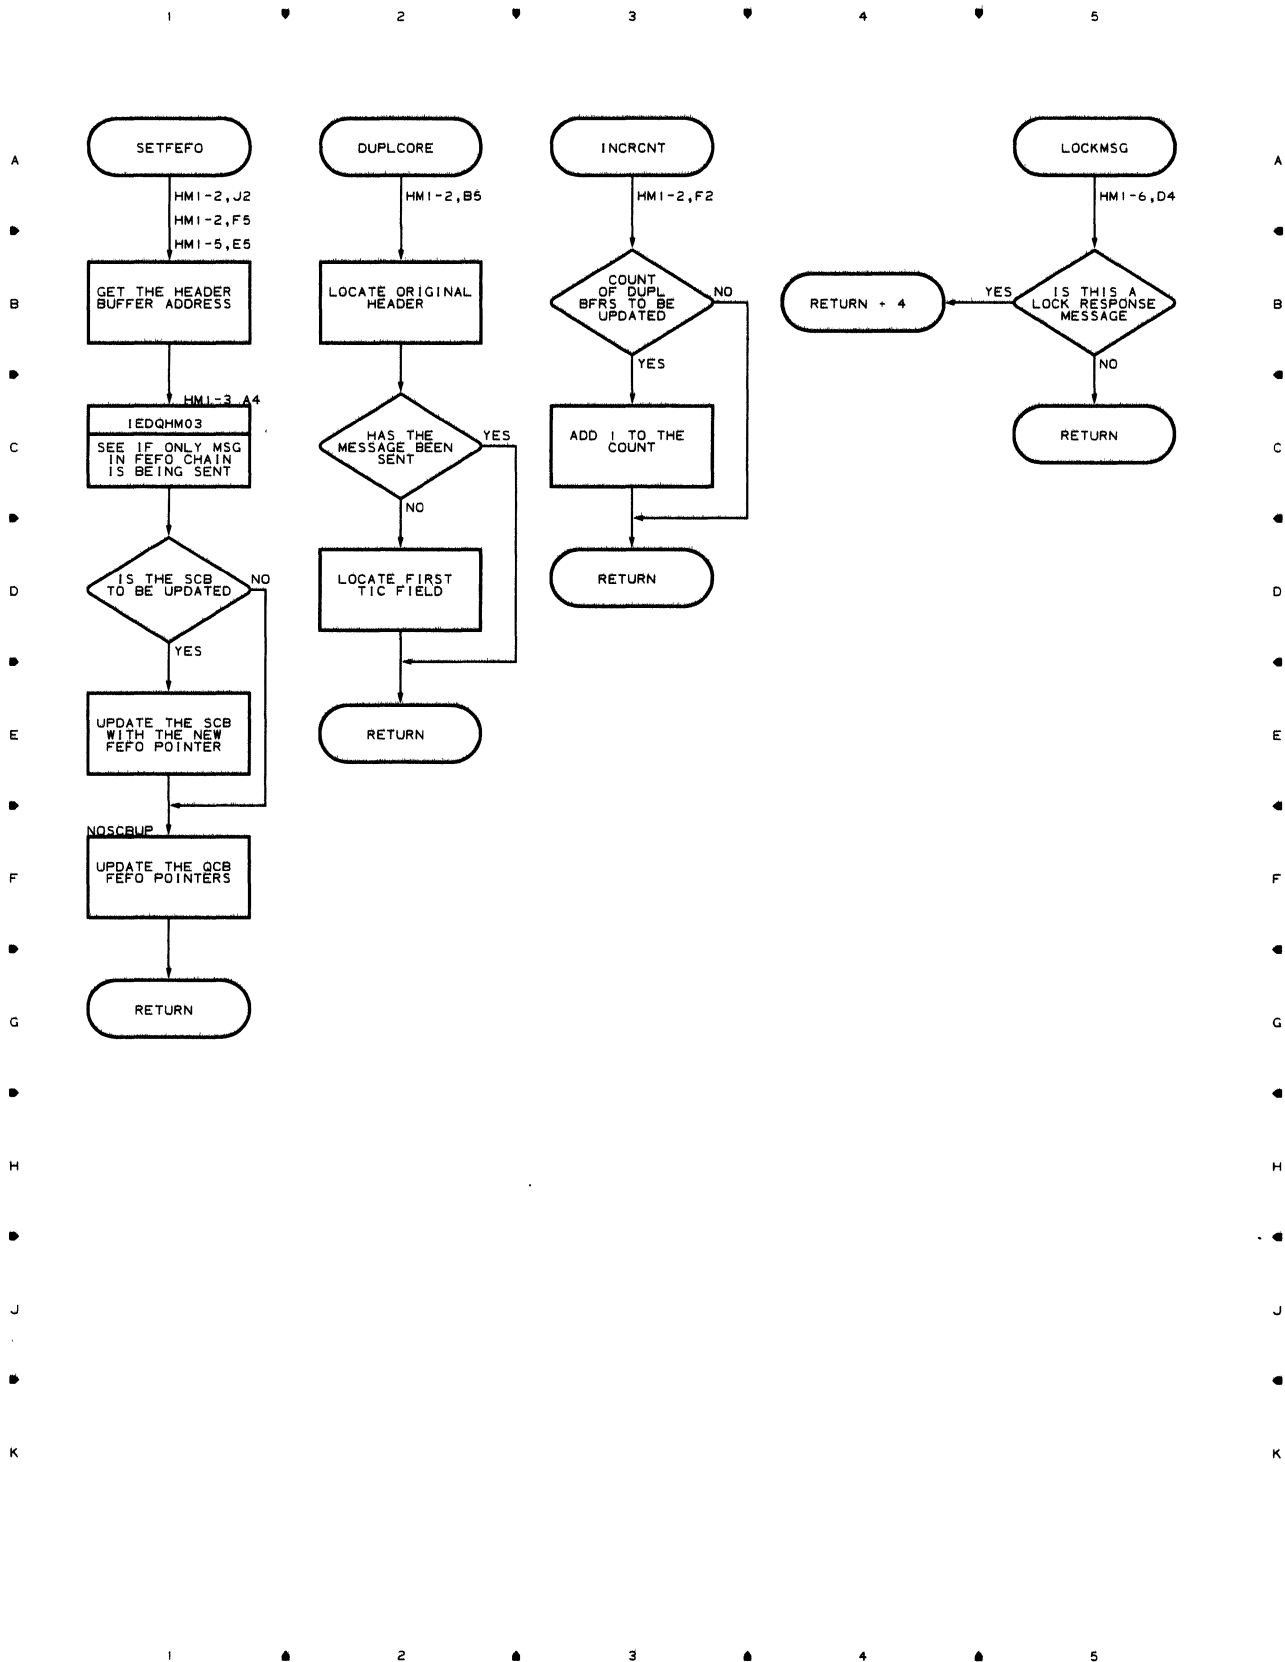 1 2 3 4 5
A
SETFEFO
HM1-2,J2
HM1-2,F5
HM1-5,E5
GET THE HEADER
BUFFER ADDRESS
HM1-3 A4
IEDQHM03
SEE IF ONLY MSG
IN FEFO CHAIN
IS BEING SENT
IS THE SCB
TO BE UPDATED
NO
YES
UPDATE THE SCB
WITH THE NEW
FEFO POINTER
NOSCBUP
UPDATE THE QCB
FEFO POINTERS
RETURN
DUPLCORE
HM1-2,B5
LOCATE ORIGINAL
HEADER
HAS THE
MESSAGE BEEN
SENT
YES
NO
LOCATE FIRST
TIC FIELD
RETURN
INCRCNT
HM1-2,F2
COUNT
OF DUPL
BFRS TO BE
UPDATED
NO
YES
ADD 1 TO THE
COUNT
RETURN
LOCKMSG
HM1-6,D4
IS THIS A
LOCK RESPONSE
MESSAGE
YES
RETURN + 4
NO
RETURN
A
B B
C C
D D
E E
F F
G G
H H
J J
K K
1 2 3 4 5